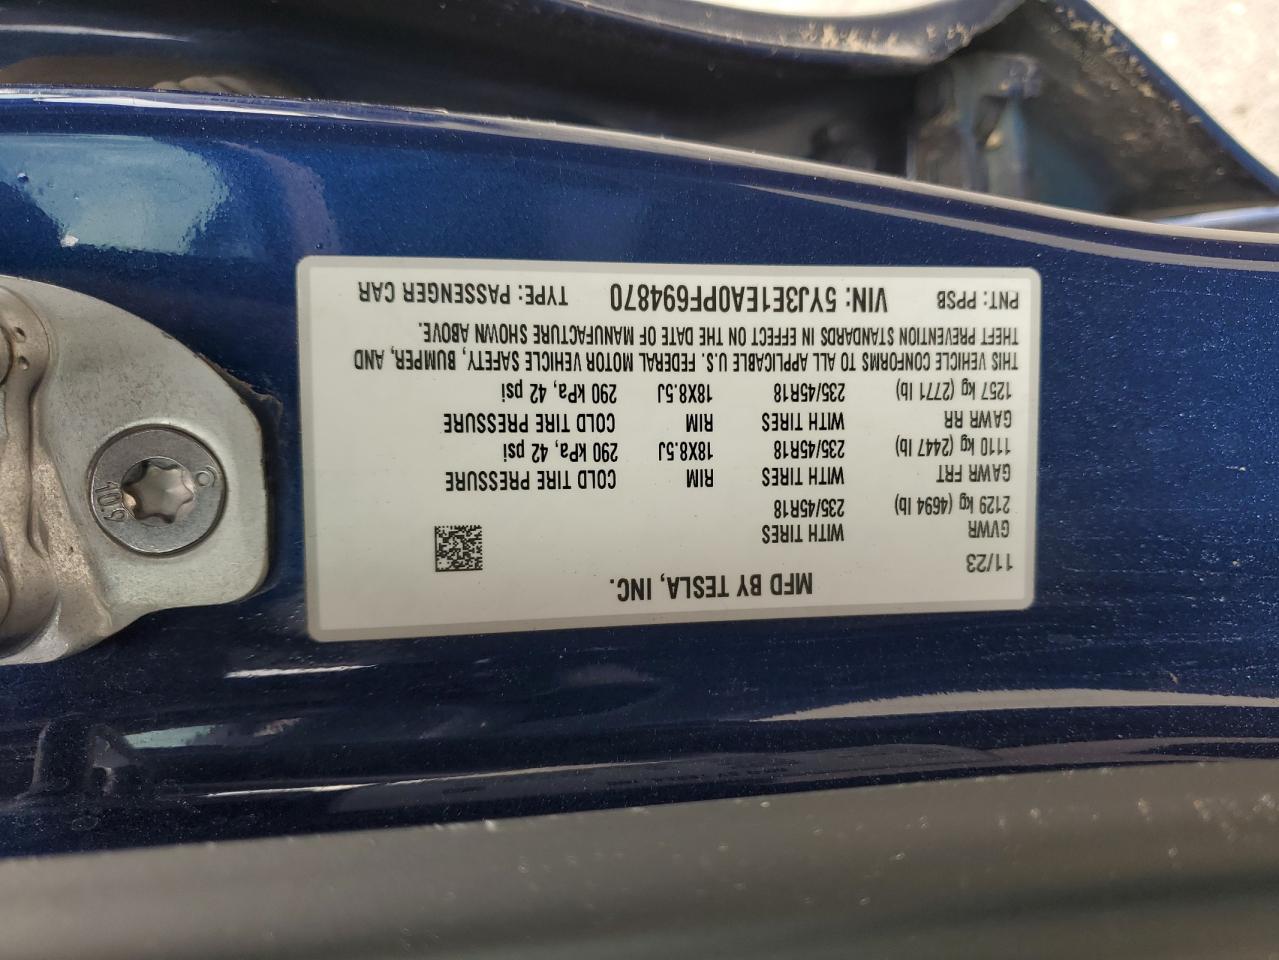 MFD BY TESLA, INC.
11/23
GVWR WITH TIRES
2129 kg (4694 lb) 235/45R18
GAWR FRT WITH TIRES RIM COLD TIRE PRESSURE
1110 kg (2447 lb) 235/45R18 18X8.5J 290 kPa, 42 psi
GAWR RR WITH TIRES RIM COLD TIRE PRESSURE
1257 kg (2771 lb) 235/45R18 18X8.5J 290 kPa, 42 psi
THIS VEHICLE CONFORMS TO ALL APPLICABLE U.S. FEDERAL MOTOR VEHICLE SAFETY, BUMPER, AND
THEFT PREVENTION STANDARDS IN EFFECT ON THE DATE OF MANUFACTURE SHOWN ABOVE.
PNT: PPSB VIN: 5YJ3E1EA0PF694870 TYPE: PASSENGER CAR
10.9